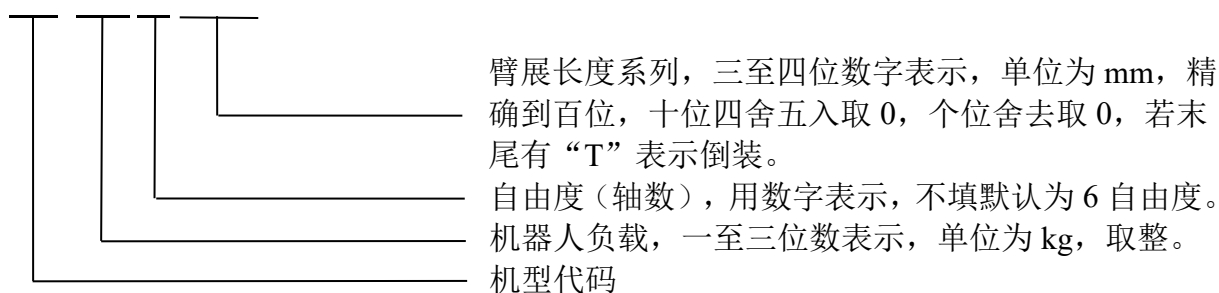 臂展长度系列，三至四位数字表示，单位为 mm，精
确到百位，十位四舍五入取 0，个位舍去取 0，若末
尾有“T”表示倒装。
自由度（轴数），用数字表示，不填默认为 6 自由度。
机器人负载，一至三位数表示，单位为 kg，取整。
机型代码